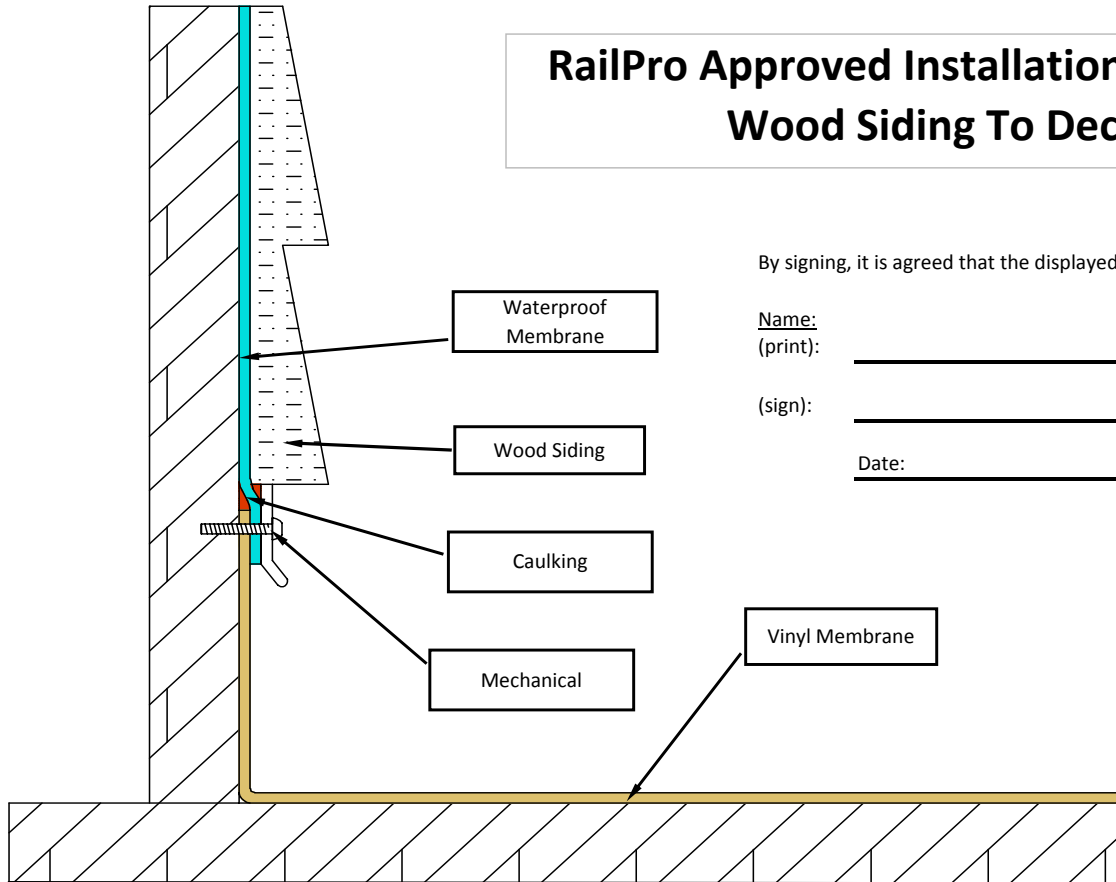 RailPro Approved Installation
Wood Siding To Dec
By signing, it is agreed that the displayed
Name:
(print):
(sign):
Date:
Waterproof
Membrane
Wood Siding
Caulking
Mechanical
Vinyl Membrane